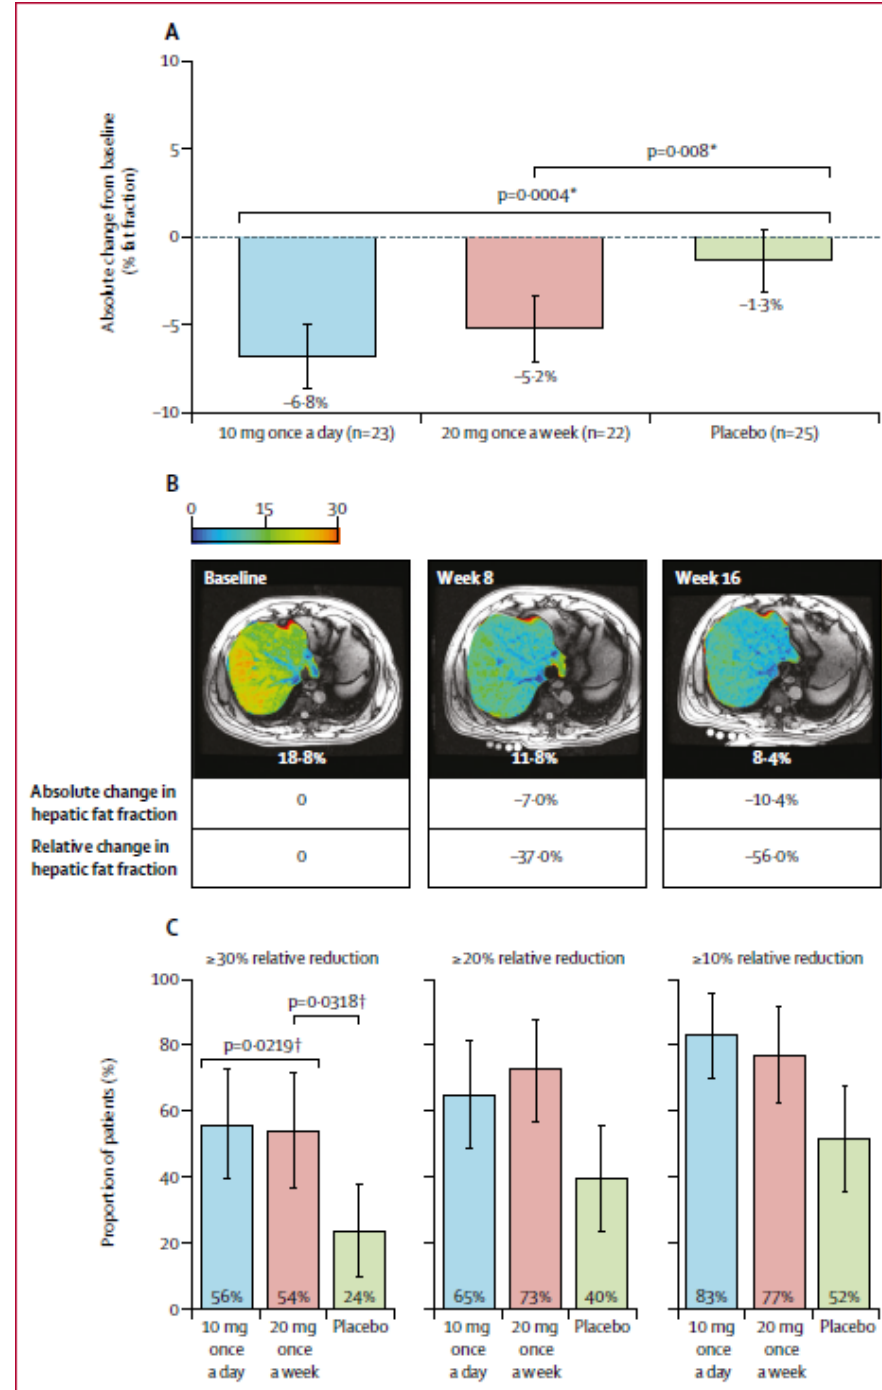 A
10
5
0
−5
−10
Absolute change from baseline
(% fat fraction)
p=0·008*
p=0·0004*
−6·8%
−5·2%
−1·3%
10 mg once a day (n=23)
20 mg once a week (n=22)
Placebo (n=25)
B
0 15 30
Baseline
Week 8
Week 16
18·8%
11·8%
8·4%
Absolute change in
hepatic fat fraction
0
−7·0%
−10·4%
Relative change in
hepatic fat fraction
0
−37·0%
−56·0%
C
Proportion of patients (%)
100
80
60
40
20
0
≥30% relative reduction
p=0·0318†
p=0·0219†
56% 54% 24%
10 mg
once
a day
20 mg
once
a week
Placebo
≥20% relative reduction
65% 73% 40%
10 mg
once
a day
20 mg
once
a week
Placebo
≥10% relative reduction
83% 77% 52%
10 mg
once
a day
20 mg
once
a week
Placebo